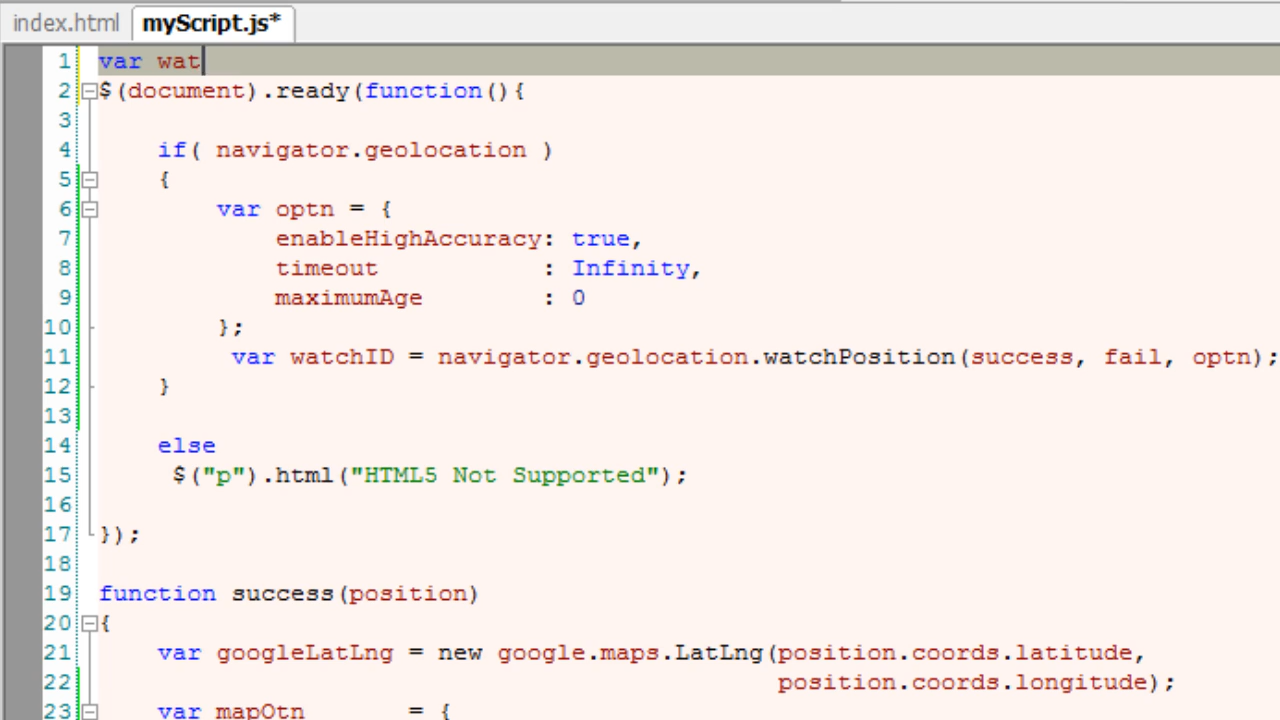 index.html myScript.js*
1 var wat
2 $(document).ready(function(){
3
4 if( navigator.geolocation )
5 {
6 var optn = {
7 enableHighAccuracy: true,
8 timeout : Infinity,
9 maximumAge : 0
10 };
11 var watchID = navigator.geolocation.watchPosition(success, fail, optn);
12 }
13
14 else
15 $("p").html("HTML5 Not Supported");
16
17 });
18
19 function success(position)
20 {
21 var googleLatLng = new google.maps.LatLng(position.coords.latitude,
22 position.coords.longitude);
23 var mapOtn = {